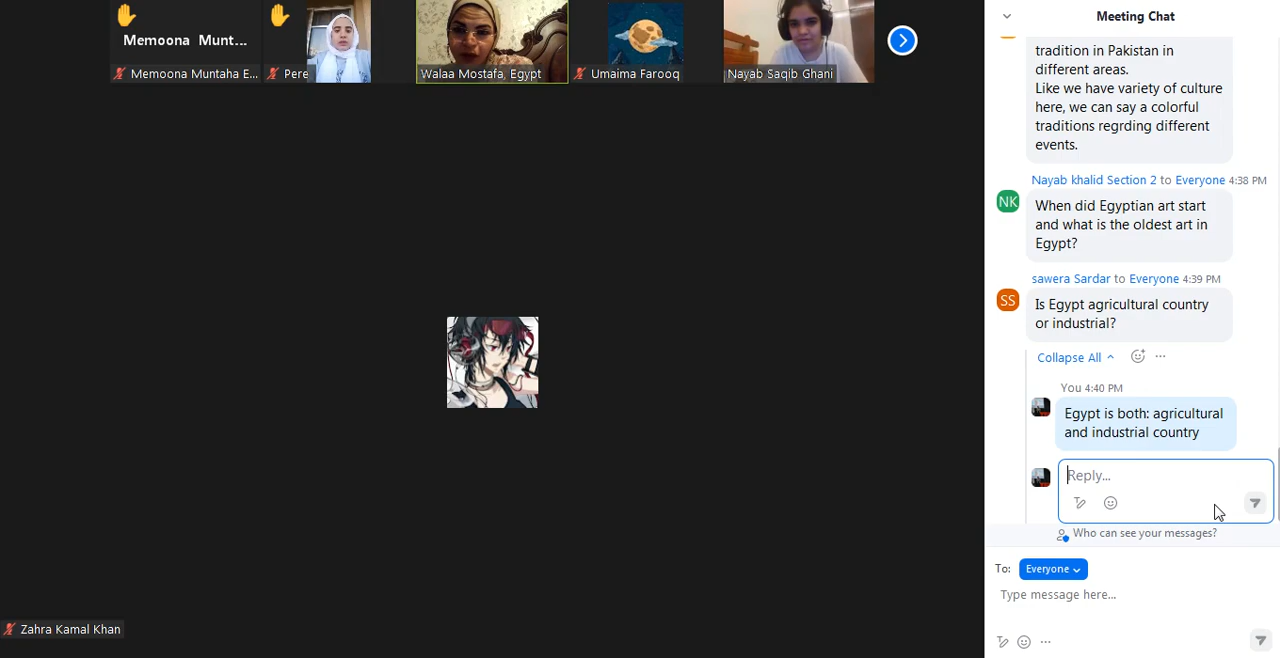 Memoona Munt...
Memoona Muntaha E...
Pere
Walaa Mostafa, Egypt
Umaima Farooq
Nayab Saqib Ghani
Zahra Kamal Khan
Meeting Chat
tradition in Pakistan in
different areas.
Like we have variety of culture
here, we can say a colorful
traditions regrding different
events.
Nayab khalid Section 2 to Everyone 4:38 PM
NK
When did Egyptian art start
and what is the oldest art in
Egypt?
sawera Sardar to Everyone 4:39 PM
SS
Is Egypt agricultural country
or industrial?
Collapse All
You 4:40 PM
Egypt is both: agricultural
and industrial country
Reply...
Who can see your messages?
To: Everyone
Type message here...